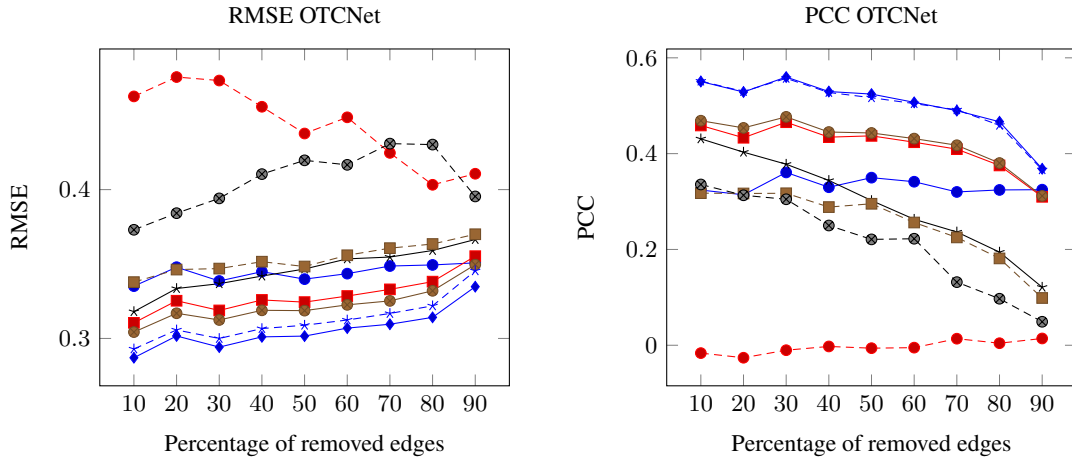 RMSE OTCNet
0.4
0.3
RMSE
10 20 30 40 50 60 70 80 90
Percentage of removed edges
PCC OTCNet
0.6
0.4
0.2
0
PCC
10 20 30 40 50 60 70 80 90
Percentage of removed edges